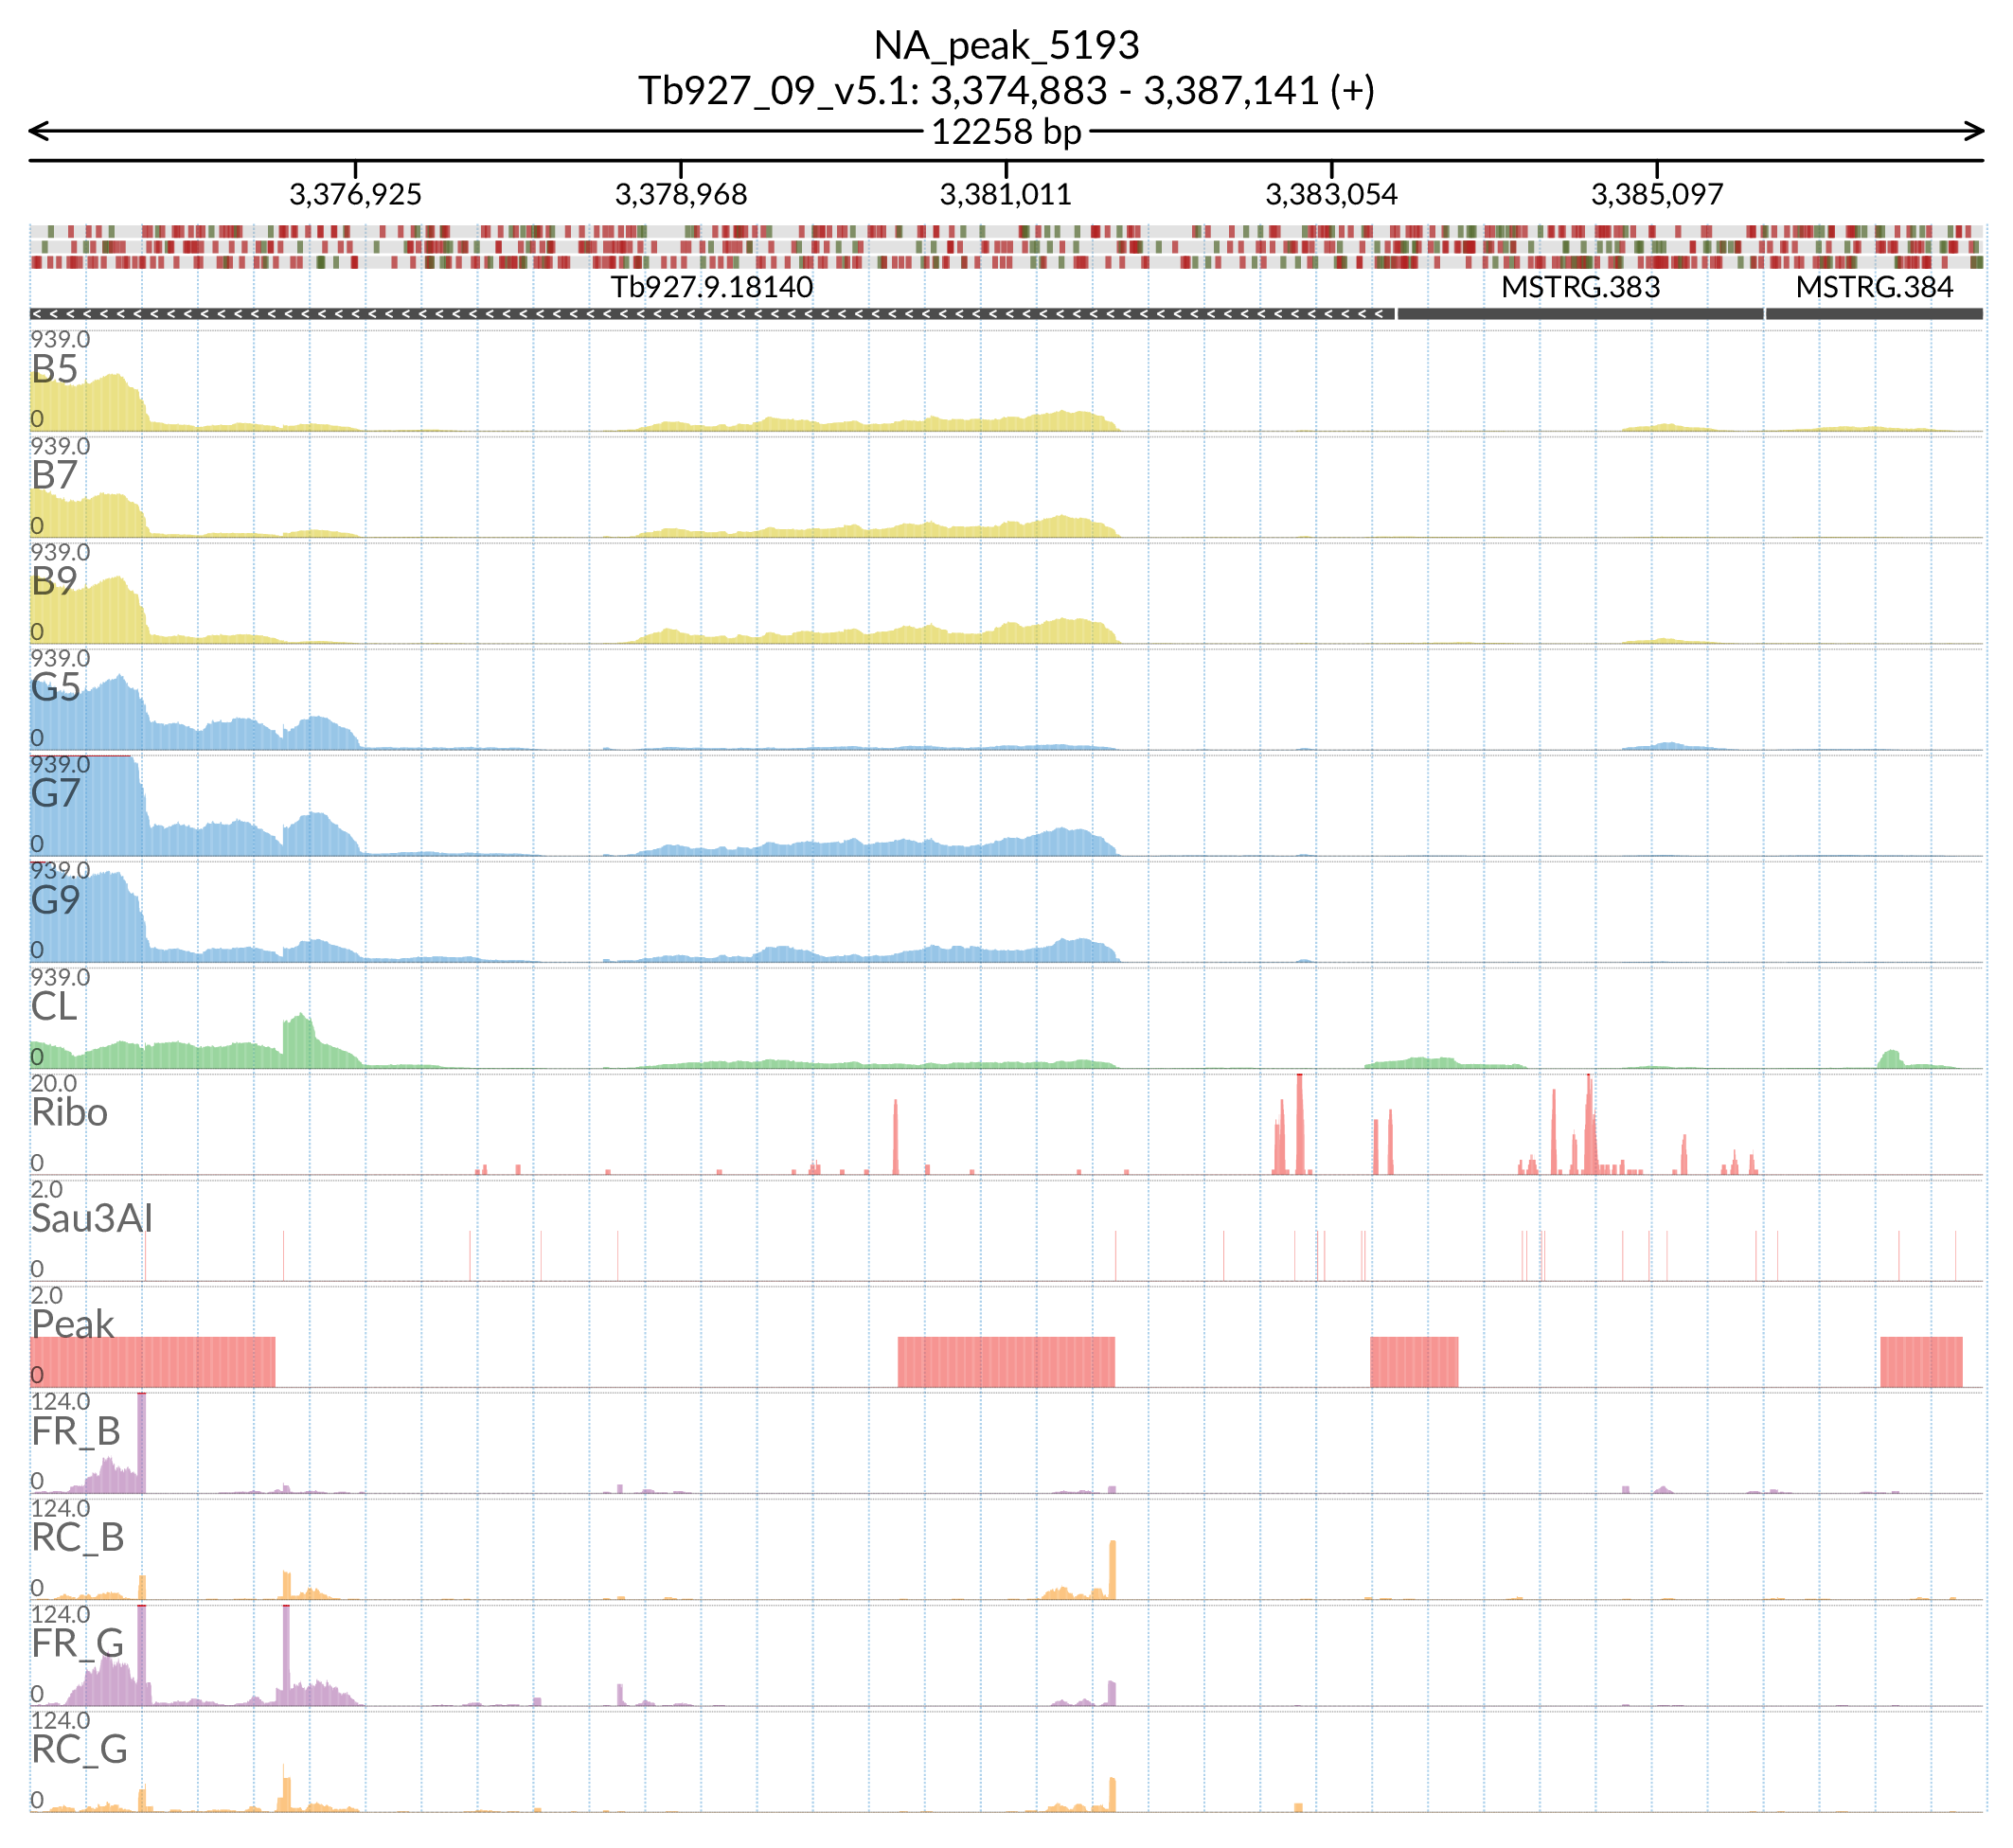 NA_peak_5193
Tb927_09_v5.1: 3,374,883 - 3,387,141 (+)
12258 bp
3,376,925 3,378,968 3,381,011 3,383,054 3,385,097
Tb927.9.18140 MSTRG.383 MSTRG.384
939.0
B5
0
939.0
B7
0
939.0
B9
0
939.0
G5
0
939.0
G7
0
939.0
G9
0
939.0
CL
0
20.0
Ribo
0
2.0
Sau3AI
0
2.0
Peak
0
124.0
FR_B
0
124.0
RC_B
0
124.0
FR_G
0
124.0
RC_G
0